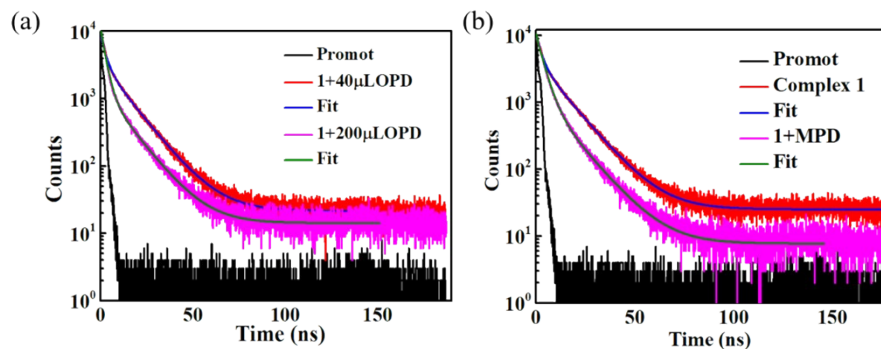 (a)
10⁴
10³
10²
10¹
10⁰
Counts
Promot
1+40μLOPD
Fit
1+200μLOPD
Fit
0 50 100 150
Time (ns)
(b)
10⁴
10³
10²
10¹
10⁰
Counts
Promot
Complex 1
Fit
1+MPD
Fit
0 50 100 150
Time (ns)